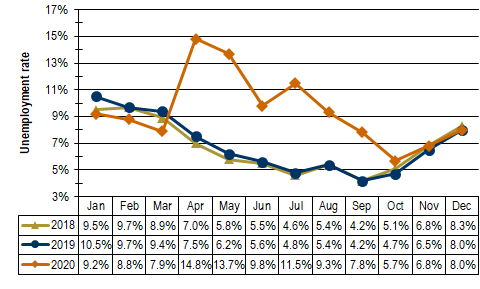 17%
15%
13%
11%
9%
7%
5%
3%
Unemployment rate
Jan Feb Mar Apr May Jun Jul Aug Sep Oct Nov Dec
2018 9.5% 9.7% 8.9% 7.0% 5.8% 5.5% 4.6% 5.4% 4.2% 5.1% 6.8% 8.3%
2019 10.5% 9.7% 9.4% 7.5% 6.2% 5.6% 4.8% 5.4% 4.2% 4.7% 6.5% 8.0%
2020 9.2% 8.8% 7.9% 14.8% 13.7% 9.8% 11.5% 9.3% 7.8% 5.7% 6.8% 8.0%